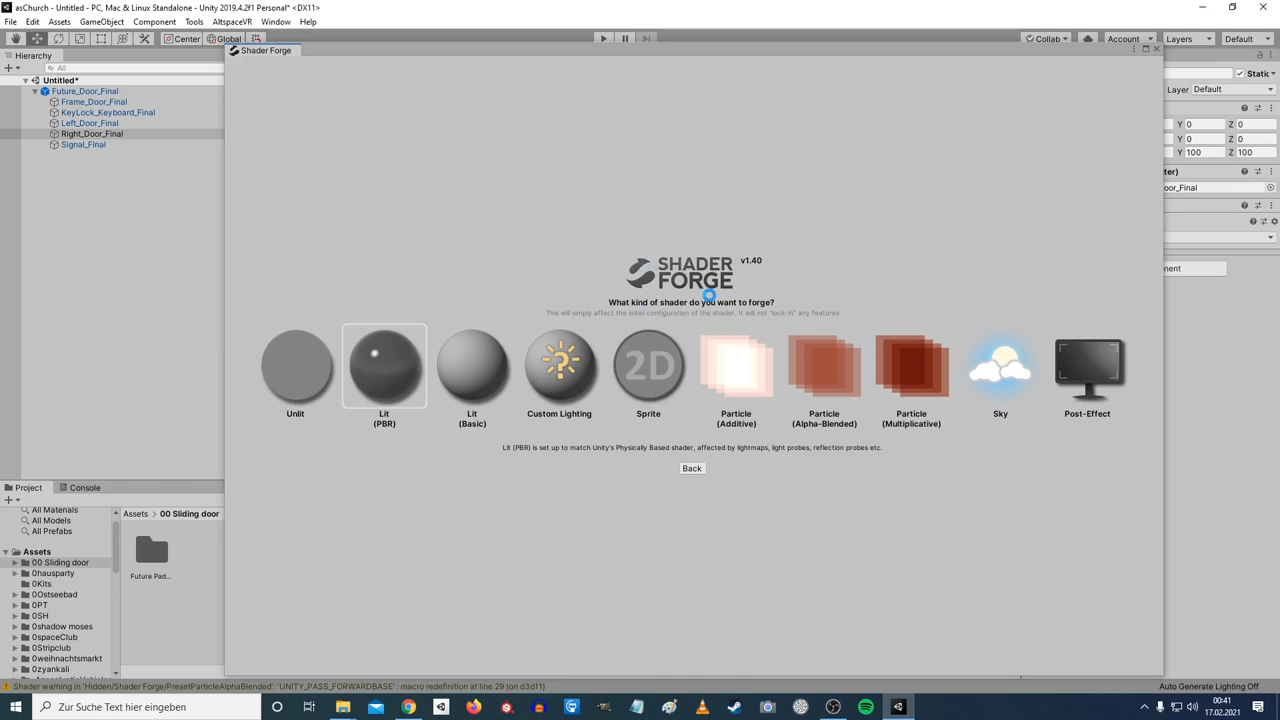 asChurch - Untitled - PC, Mac & Linux Standalone - Unity 2019.4.2f1 Personal* <DX11>
File Edit Assets GameObject Component Tools AltspaceVR Window Help
Center Global Collab Account Layers Default
Hierarchy
Shader Forge
All
Untitled*
Static
Future_Door_Final
Layer Default
Frame_Door_Final
KeyLock_Keyboard_Final
Left_Door_Final
Y 0 Z 0
Right_Door_Final
Y 0 Z 0
Signal_Final
Y 100 Z 100
SHADER FORGE v1.40
What kind of shader do you want to forge?
This will simply affect the initial configuration of the shader. It will not "lock-in" any features
2D
Unlit
Lit (PBR)
Lit (Basic)
Custom Lighting
Sprite
Particle (Additive)
Particle (Alpha-Blended)
Particle (Multiplicative)
Sky
Post-Effect
Lit (PBR) is set up to match Unity's Physically Based shader, affected by lightmaps, light probes, reflection probes etc.
Back
Project Console
All Materials
All Models
All Prefabs
Assets > 00 Sliding door
Assets
00 Sliding door
0hausparty
0Kits
0Ostseebad
0PT
0SH
0shadow moses
0spaceClub
0Stripclub
0weihnachtsmarkt
0zyankali
Future Pad...
Shader warning in 'Hidden/Shader Forge/PresetParticleAlphaBlended': 'UNITY_PASS_FORWARDBASE' : macro redefinition at line 29 (on d3d11)
Auto Generate Lighting Off
Zur Suche Text hier eingeben
00:41
17.02.2021